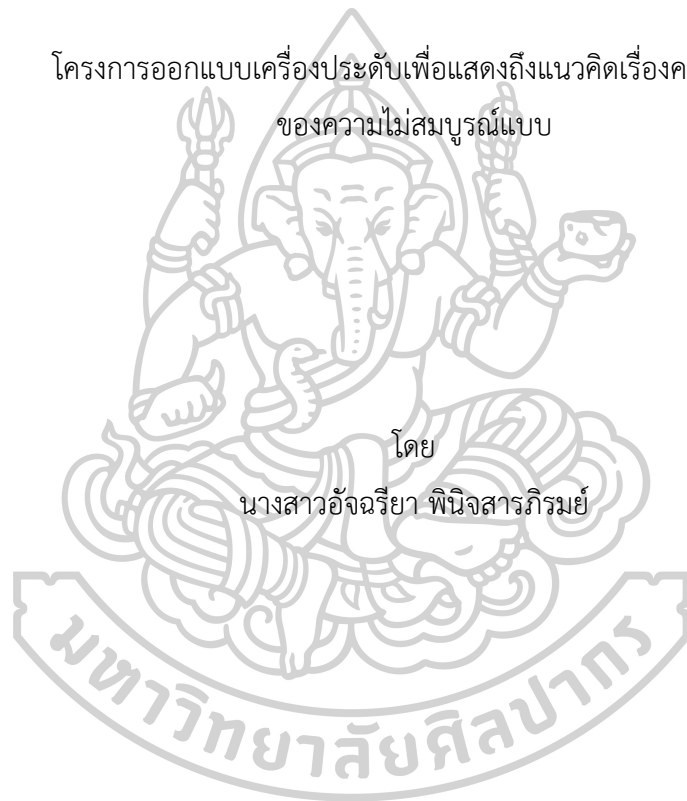 โครงการออกแบบเครื่องประดับเพื่อแสดงถึงแนวคิดเรื่องค
ของความไม่สมบูรณ์แบบ
โดย
นางสาวอัจฉรียา พินิจสารภิรมย์
มหาวิทยาลัยศิลปากร